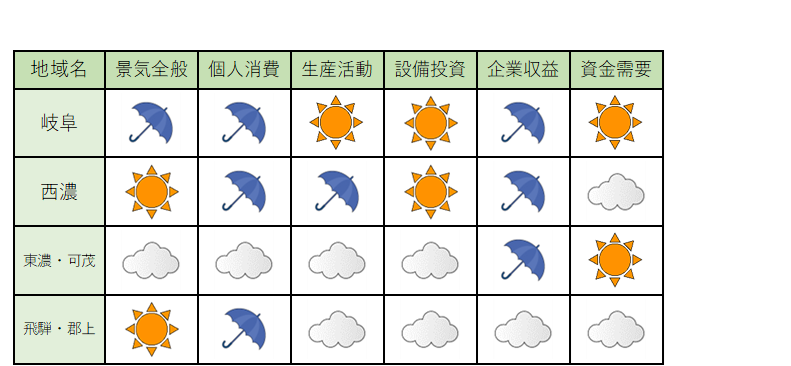 地域名 景気全般 個人消費 生産活動 設備投資 企業収益 資金需要
岐阜
西濃
東濃・可茂
飛騨・郡上